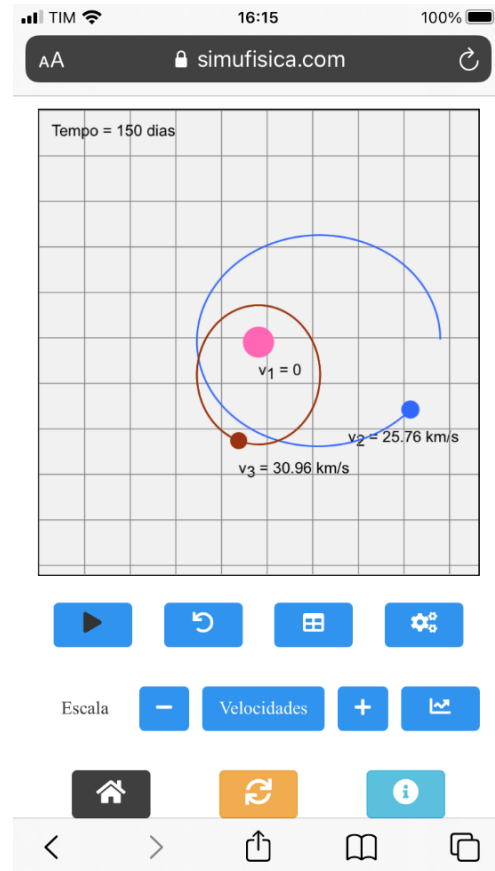 TIM 16:15 100%
AA simufisica.com
Tempo = 150 dias
v1 = 0
v2 = 25.76 km/s
v3 = 30.96 km/s
Escala Velocidades